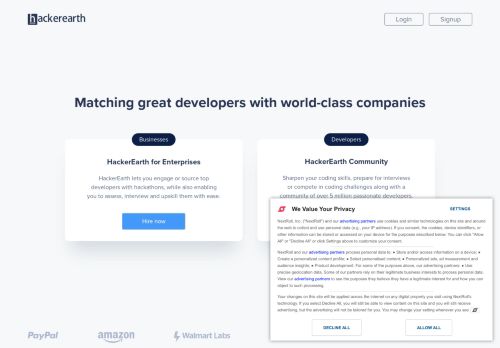 hackerearth
Login
Signup
Matching great developers with world-class companies
Businesses
HackerEarth for Enterprises
HackerEarth lets you engage or source top
developers with hackathons, while also enabling
you to assess, interview and upskill them with ease.
Hire now
Developers
HackerEarth Community
Sharpen your coding skills, prepare for interviews
or compete in coding challenges along with a
community of over 5 million passionate developers.
We Value Your Privacy
SETTINGS
NextRoll, Inc. ("NextRoll") and our advertising partners use cookies and similar technologies on this site and around
the web to collect and use personal data (e.g., your IP address). If you consent, the cookies, device identifiers, or
other information can be stored or accessed on your device for the purposes described below. You can click "Allow
All" or "Decline All" or click Settings above to customize your consent.
NextRoll and our advertising partners process personal data to: ● Store and/or access information on a device; ●
Create a personalized content profile; ● Select personalised content; ● Personalized ads, ad measurement and
audience insights; ● Product development. For some of the purposes above, our advertising partners: ● Use
precise geolocation data. Some of our partners rely on their legitimate business interests to process personal data.
View our advertising partners to see the purposes they believe they have a legitimate interest for and how you can
object to such processing.
Your changes on this site will be applied across the internet on any digital property you visit using NextRoll's
technology. If you select Decline All, you will still be able to view content on this site and you will still receive
advertising, but the advertising will not be tailored for you. You may change your setting whenever you see
DECLINE ALL
ALLOW ALL
PayPal
amazon
Walmart Labs